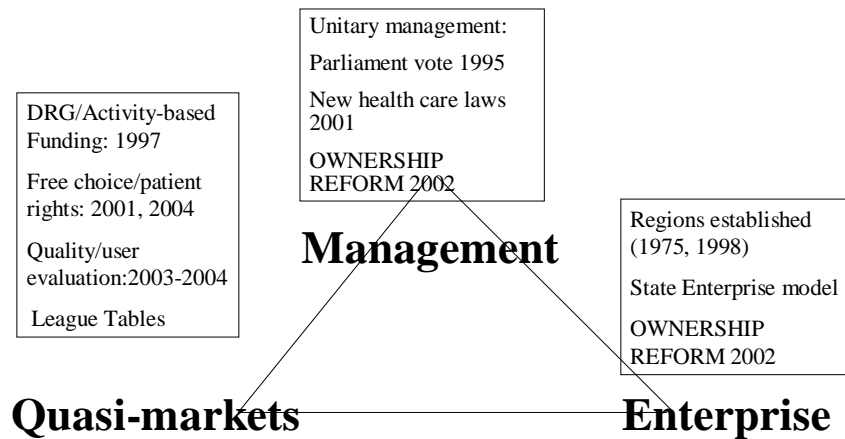 Unitary management:
Parliament vote 1995
New health care laws
2001
OWNERSHIP
REFORM 2002
DRG/Activity-based
Funding: 1997
Free choice/patient
rights: 2001, 2004
Quality/user
evaluation:2003-2004
League Tables
Regions established
(1975, 1998)
State Enterprise model
OWNERSHIP
REFORM 2002
Management
Quasi-markets
Enterprise